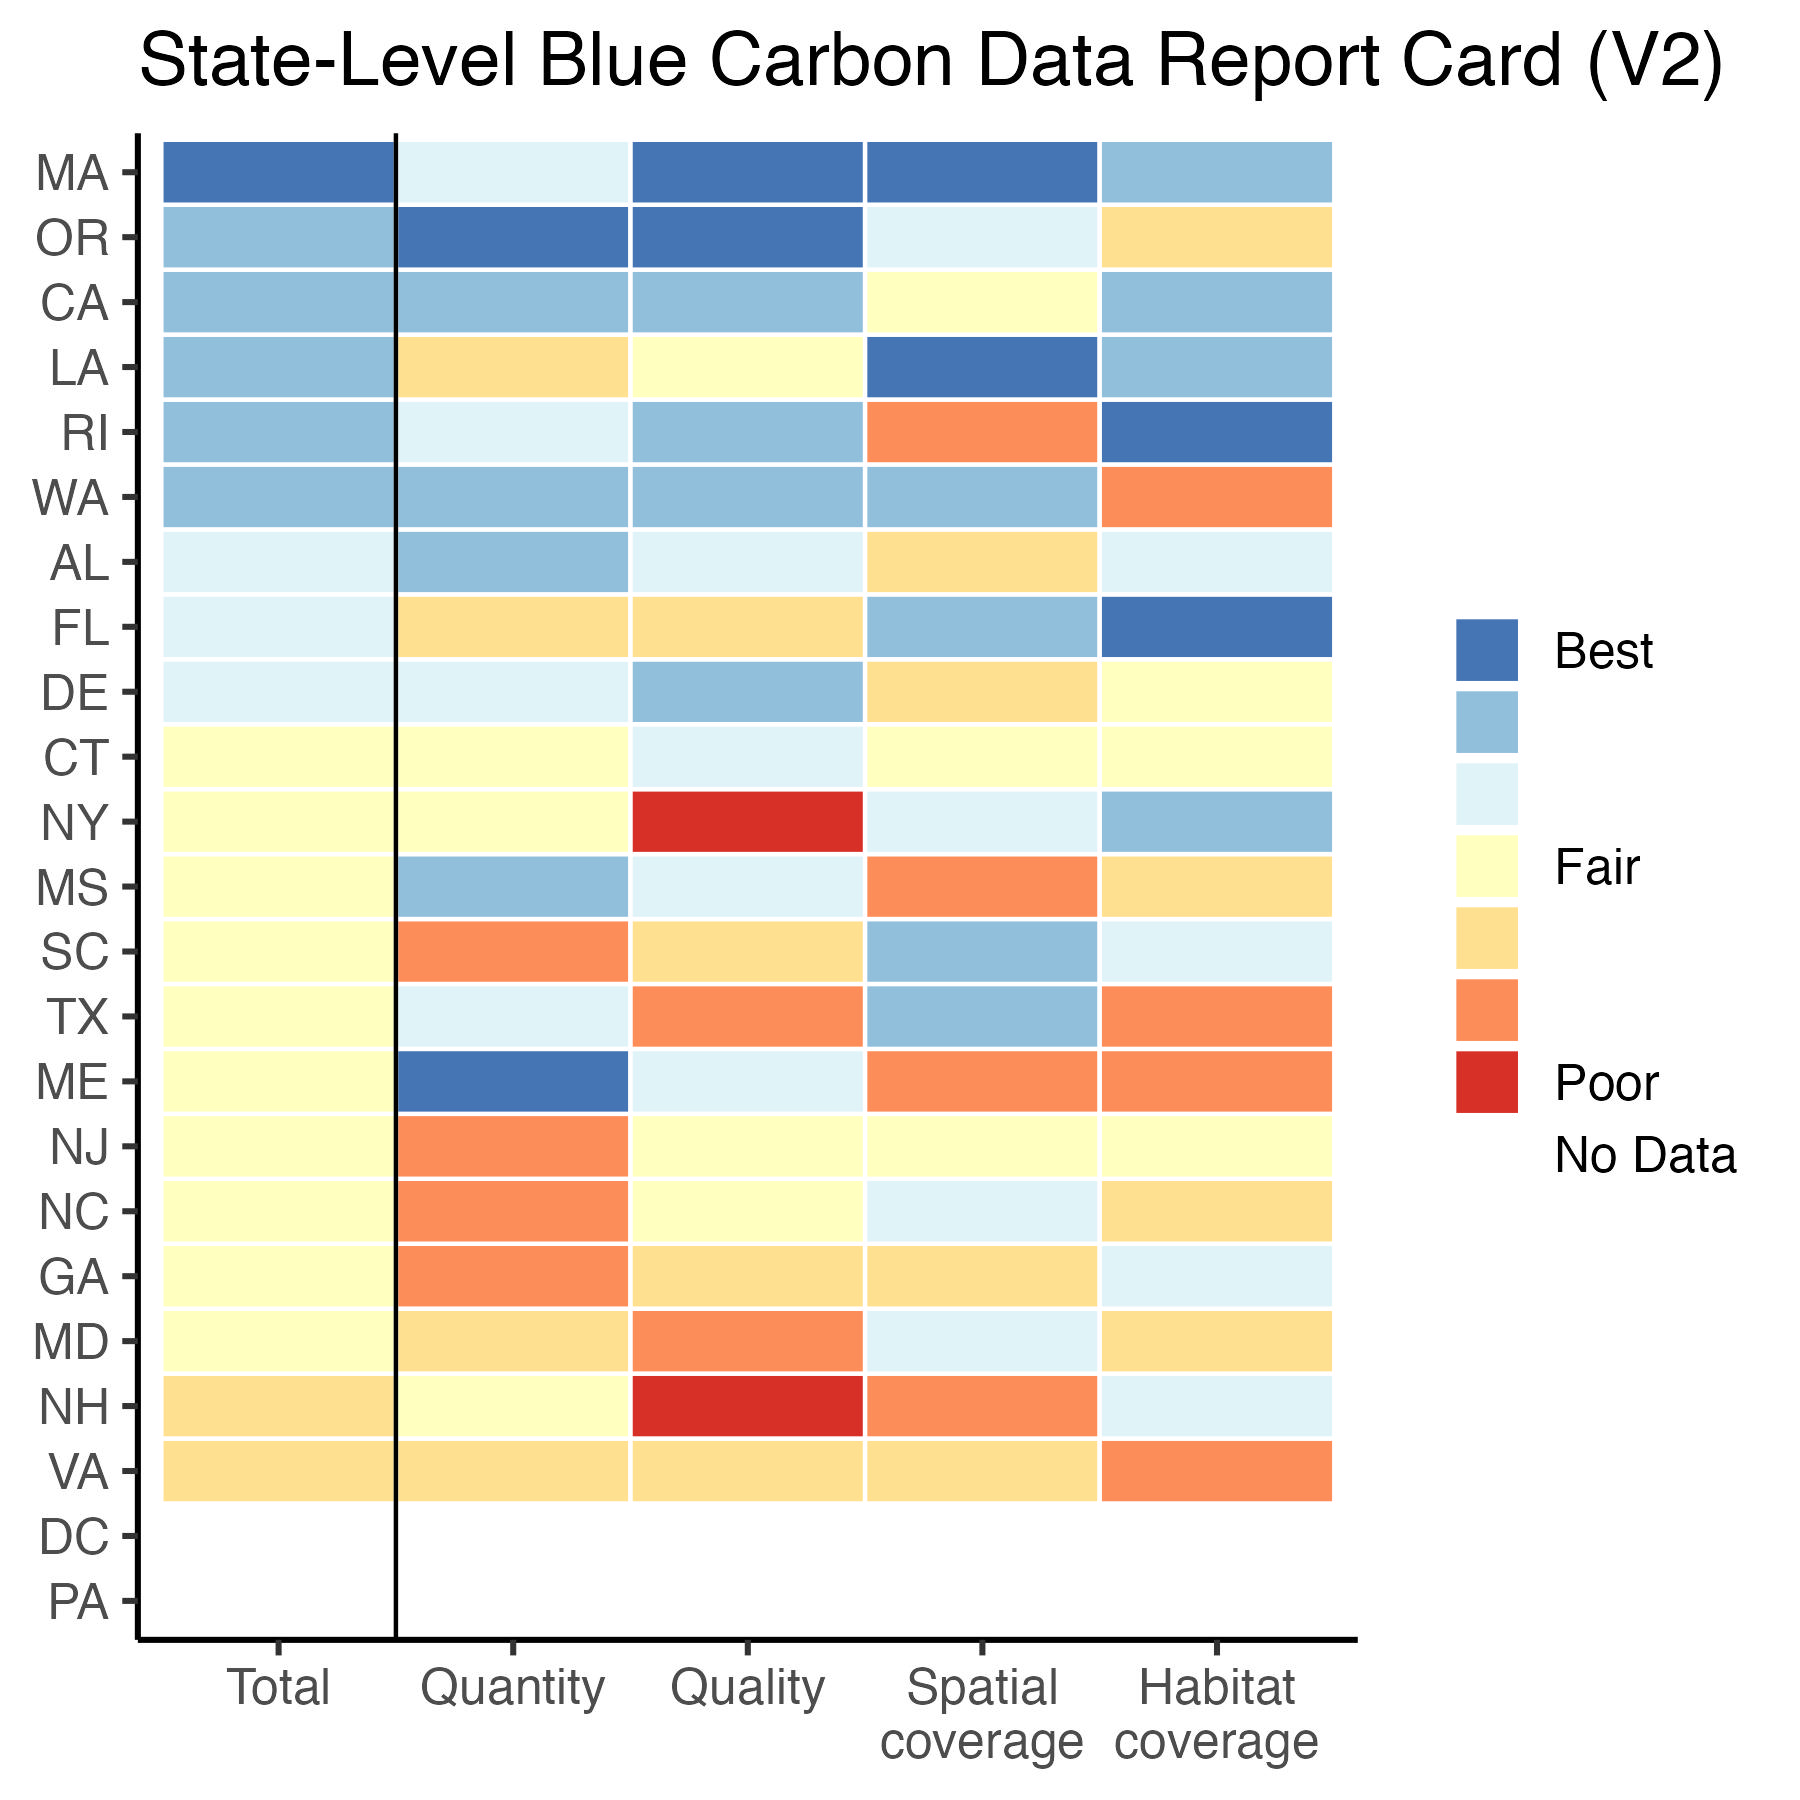 State-Level Blue Carbon Data Report Card (V2)
MA
OR
CA
LA
RI
WA
AL
FL
DE
CT
NY
MS
SC
TX
ME
NJ
NC
GA
MD
NH
VA
DC
PA
Total
Quantity
Quality
Spatial
coverage
Habitat
coverage
Best
Fair
Poor
No Data